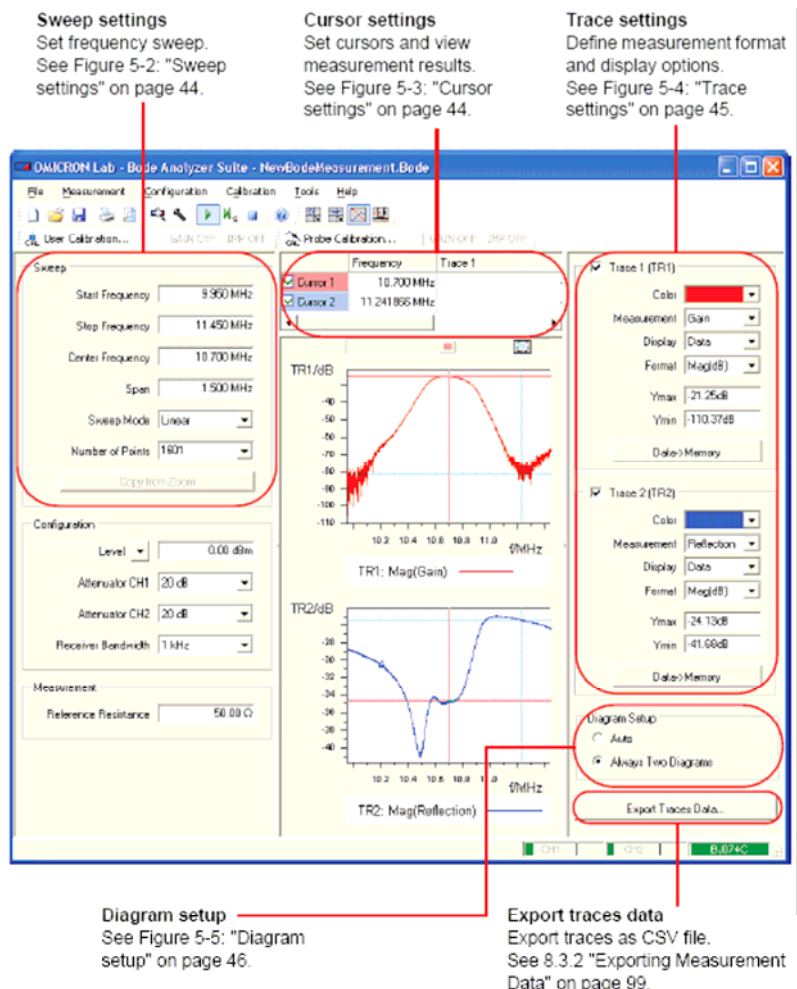 Sweep settings
Set frequency sweep.
See Figure 5-2: "Sweep
settings" on page 44.
Cursor settings
Set cursors and view
measurement results.
See Figure 5-3: "Cursor
settings" on page 44.
Trace settings
Define measurement format
and display options.
See Figure 5-4: "Trace
settings" on page 45.
OMICRON Lab - Bode Analyzer Suite - NewBodeMeasurement.Bode
File Measurement Configuration Calibration Tools Help
User Calibration... GAIN OFF IMP OFF Probe Calibration... GAIN OFF IMP OFF
Sweep
Start Frequency 9.950 MHz
Stop Frequency 11.450 MHz
Center Frequency 10.700 MHz
Span 1.500 MHz
Sweep Mode Linear
Number of Points 1601
Copy from Zoom
Configuration
Level 0.00 dBm
Attenuator CH1 20 dB
Attenuator CH2 20 dB
Receiver Bandwidth 1 kHz
Measurement
Reference Resistance 50.00 Ω
Frequency Trace 1
Cursor 1 10.700 MHz
Cursor 2 11.241866 MHz
TR1/dB
-40
-50
-60
-70
-80
-90
-100
-110
10.2 10.4 10.6 10.8 11.0
f/MHz
TR1: Mag(Gain)
TR2/dB
-30
-34
-36
-38
-40
10.2 10.4 10.6 10.8 11.0
f/MHz
TR2: Mag(Reflection)
Trace 1 (TR1)
Color
Measurement Gain
Display Data
Format Mag(dB)
Ymax -21.25dB
Ymin -110.37dB
Data->Memory
Trace 2 (TR2)
Color
Measurement Reflection
Display Data
Format Mag(dB)
Ymax -24.13dB
Ymin -41.68dB
Data->Memory
Diagram Setup
Auto
Always Two Diagrams
Export Traces Data...
CH1 CH2 BJ074C
Diagram setup
See Figure 5-5: "Diagram
setup" on page 46.
Export traces data
Export traces as CSV file.
See 8.3.2 "Exporting Measurement
Data" on page 99.